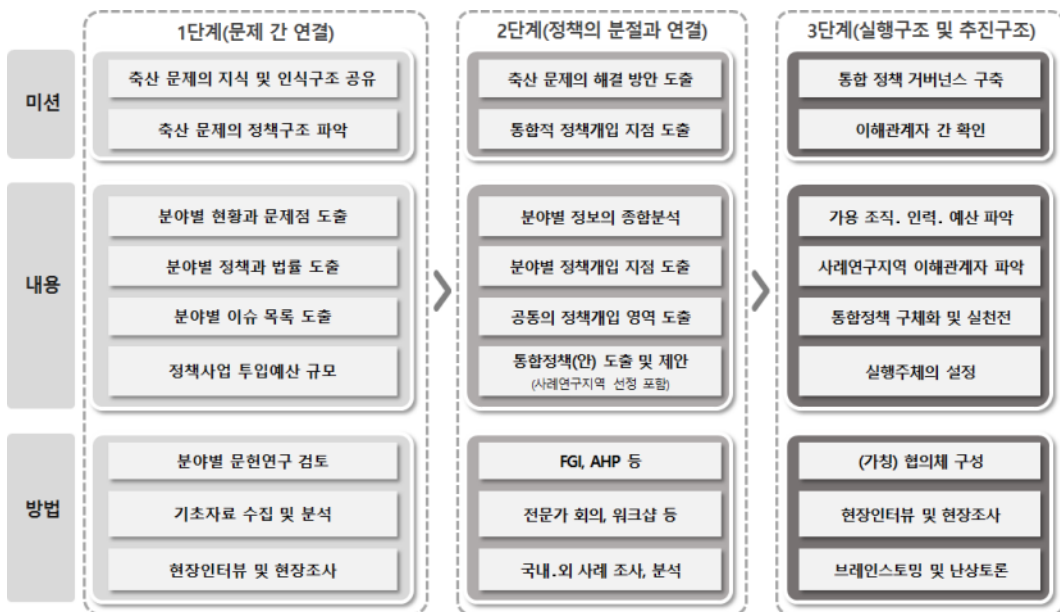 1단계(문제 간 연결)
2단계(정책의 분절과 연결)
3단계(실행구조 및 추진구조)
미션
축산 문제의 지식 및 인식구조 공유
축산 문제의 정책구조 파악
축산 문제의 해결 방안 도출
통합적 정책개입 지점 도출
통합 정책 거버넌스 구축
이해관계자 간 확인
내용
분야별 현황과 문제점 도출
분야별 정책과 법률 도출
분야별 이슈 목록 도출
정책사업 투입예산 규모
분야별 정보의 종합분석
분야별 정책개입 지점 도출
공통의 정책개입 영역 도출
통합정책(안) 도출 및 제안
(사례연구지역 선정 포함)
가용 조직. 인력. 예산 파악
사례연구지역 이해관계자 파악
통합정책 구체화 및 실천전
실행주체의 설정
방법
분야별 문헌연구 검토
기초자료 수집 및 분석
현장인터뷰 및 현장조사
FGI, AHP 등
전문가 회의, 워크샵 등
국내.외 사례 조사, 분석
(가칭) 협의체 구성
현장인터뷰 및 현장조사
브레인스토밍 및 난상토론